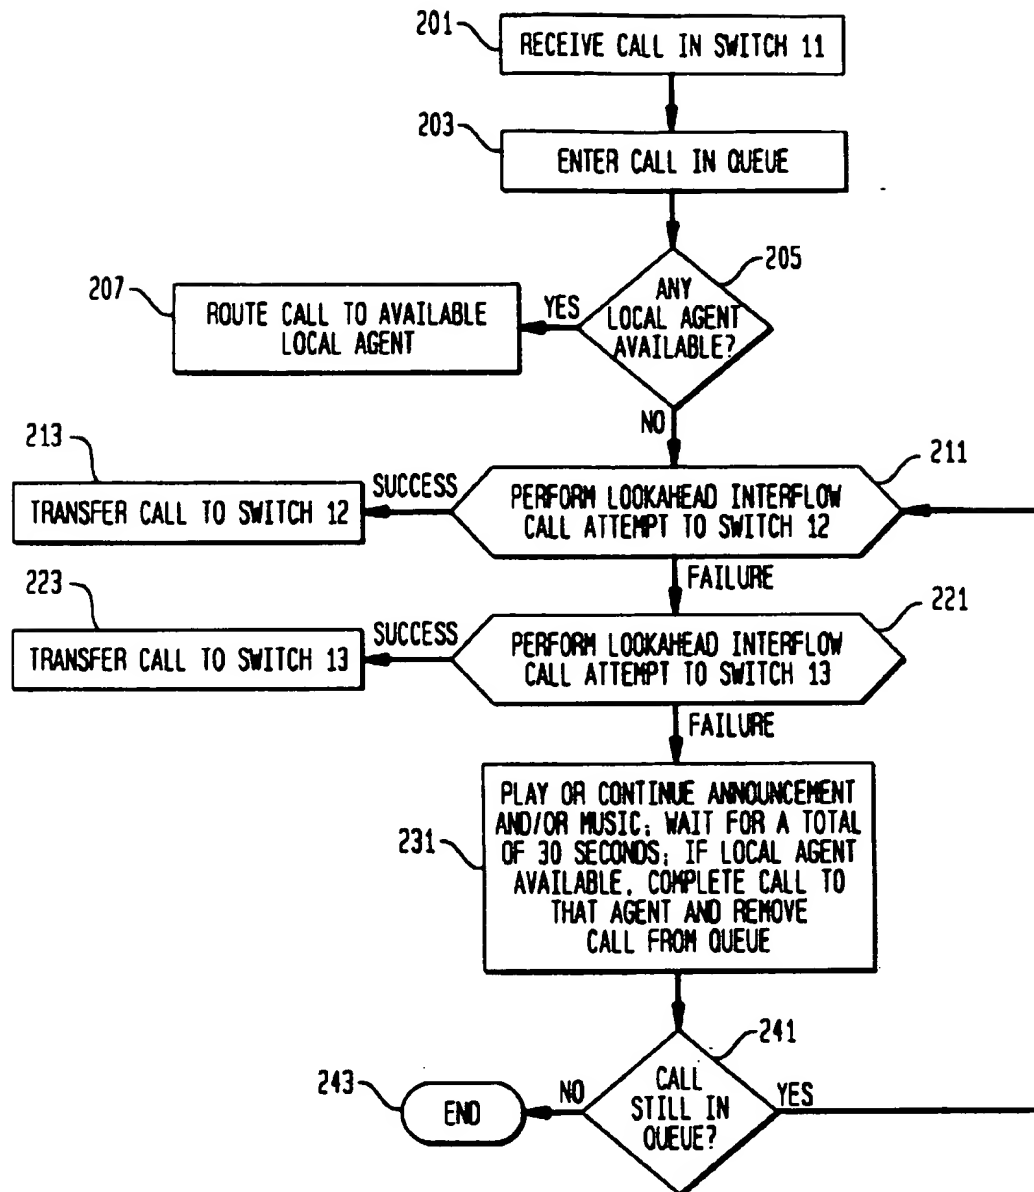 201
RECEIVE CALL IN SWITCH 11
203
ENTER CALL IN QUEUE
205
ANY
LOCAL AGENT
AVAILABLE?
YES
207
ROUTE CALL TO AVAILABLE
LOCAL AGENT
NO
211
PERFORM LOOKAHEAD INTERFLOW
CALL ATTEMPT TO SWITCH 12
SUCCESS
213
TRANSFER CALL TO SWITCH 12
FAILURE
221
PERFORM LOOKAHEAD INTERFLOW
CALL ATTEMPT TO SWITCH 13
SUCCESS
223
TRANSFER CALL TO SWITCH 13
FAILURE
231
PLAY OR CONTINUE ANNOUNCEMENT
AND/OR MUSIC; WAIT FOR A TOTAL
OF 30 SECONDS; IF LOCAL AGENT
AVAILABLE, COMPLETE CALL TO
THAT AGENT AND REMOVE
CALL FROM QUEUE
241
CALL
STILL IN
QUEUE?
YES
NO
243
END